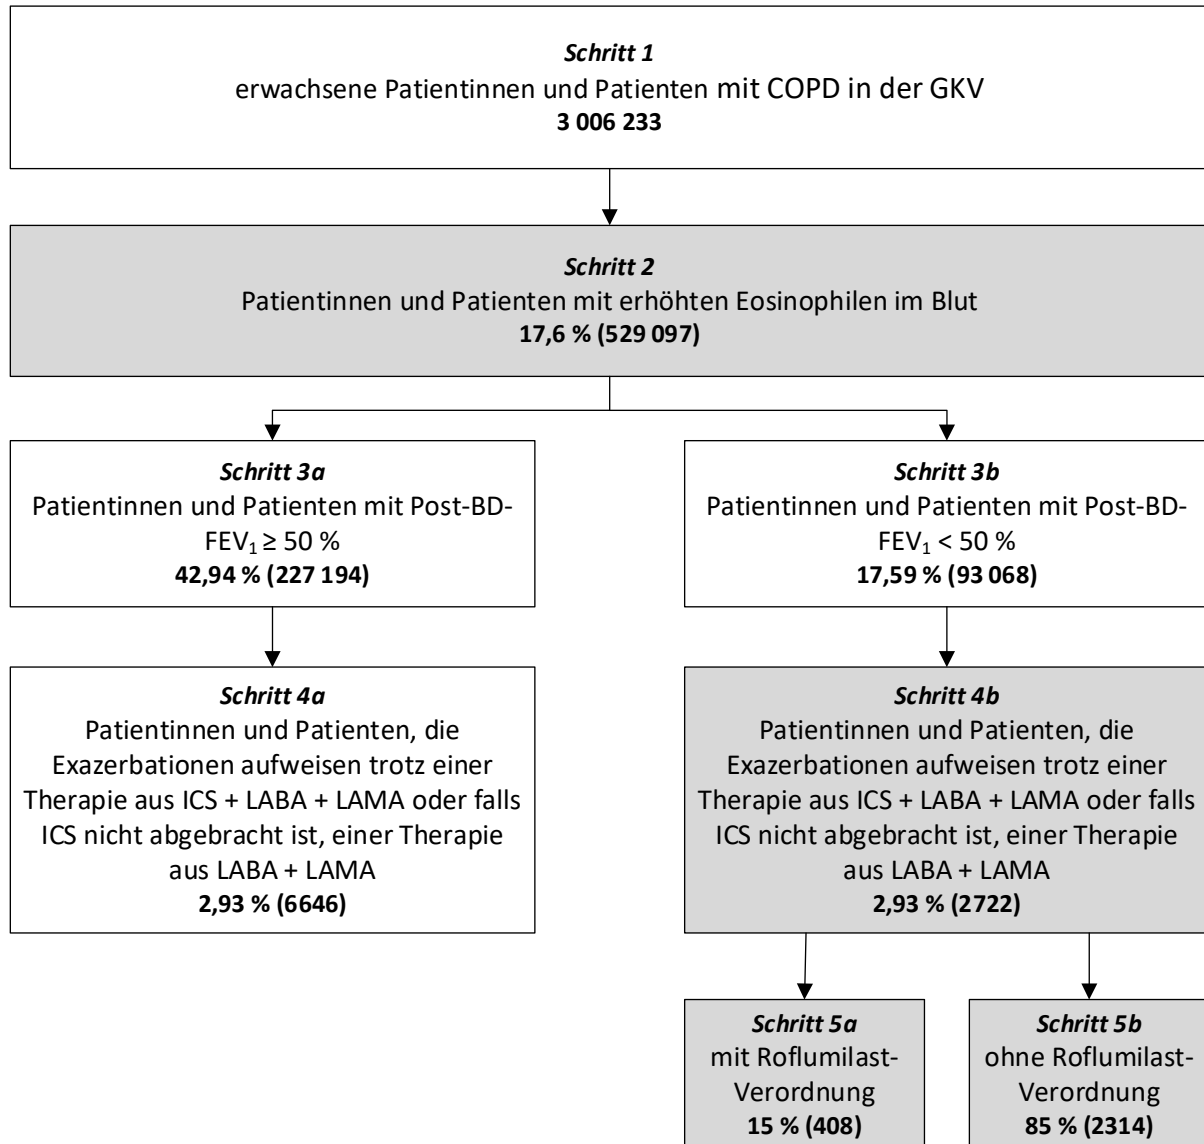 Schritt 1
erwachsene Patientinnen und Patienten mit COPD in der GKV
3 006 233
Schritt 2
Patientinnen und Patienten mit erhöhten Eosinophilen im Blut
17,6 % (529 097)
Schritt 3a
Patientinnen und Patienten mit Post-BD-
FEV₁ ≥ 50 %
42,94 % (227 194)
Schritt 3b
Patientinnen und Patienten mit Post-BD-
FEV₁ < 50 %
17,59 % (93 068)
Schritt 4a
Patientinnen und Patienten, die
Exazerbationen aufweisen trotz einer
Therapie aus ICS + LABA + LAMA oder falls
ICS nicht abgebracht ist, einer Therapie
aus LABA + LAMA
2,93 % (6646)
Schritt 4b
Patientinnen und Patienten, die
Exazerbationen aufweisen trotz einer
Therapie aus ICS + LABA + LAMA oder falls
ICS nicht abgebracht ist, einer Therapie
aus LABA + LAMA
2,93 % (2722)
Schritt 5a
mit Roflumilast-
Verordnung
15 % (408)
Schritt 5b
ohne Roflumilast-
Verordnung
85 % (2314)